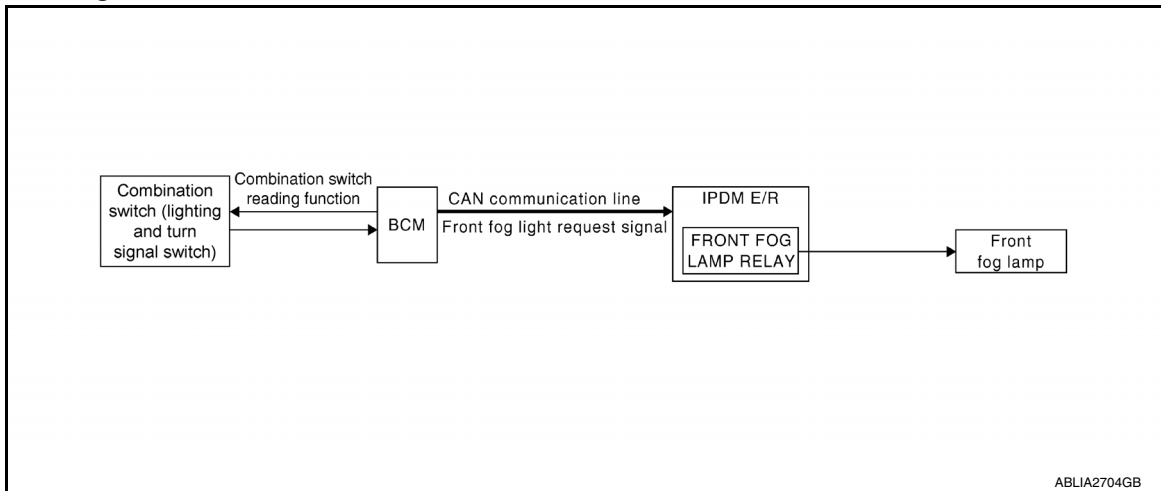 Combination
switch (lighting
and turn
signal switch)
Combination switch
reading function
BCM
CAN communication line
Front fog light request signal
IPDM E/R
FRONT FOG
LAMP RELAY
Front
fog lamp
ABLIA2704GB